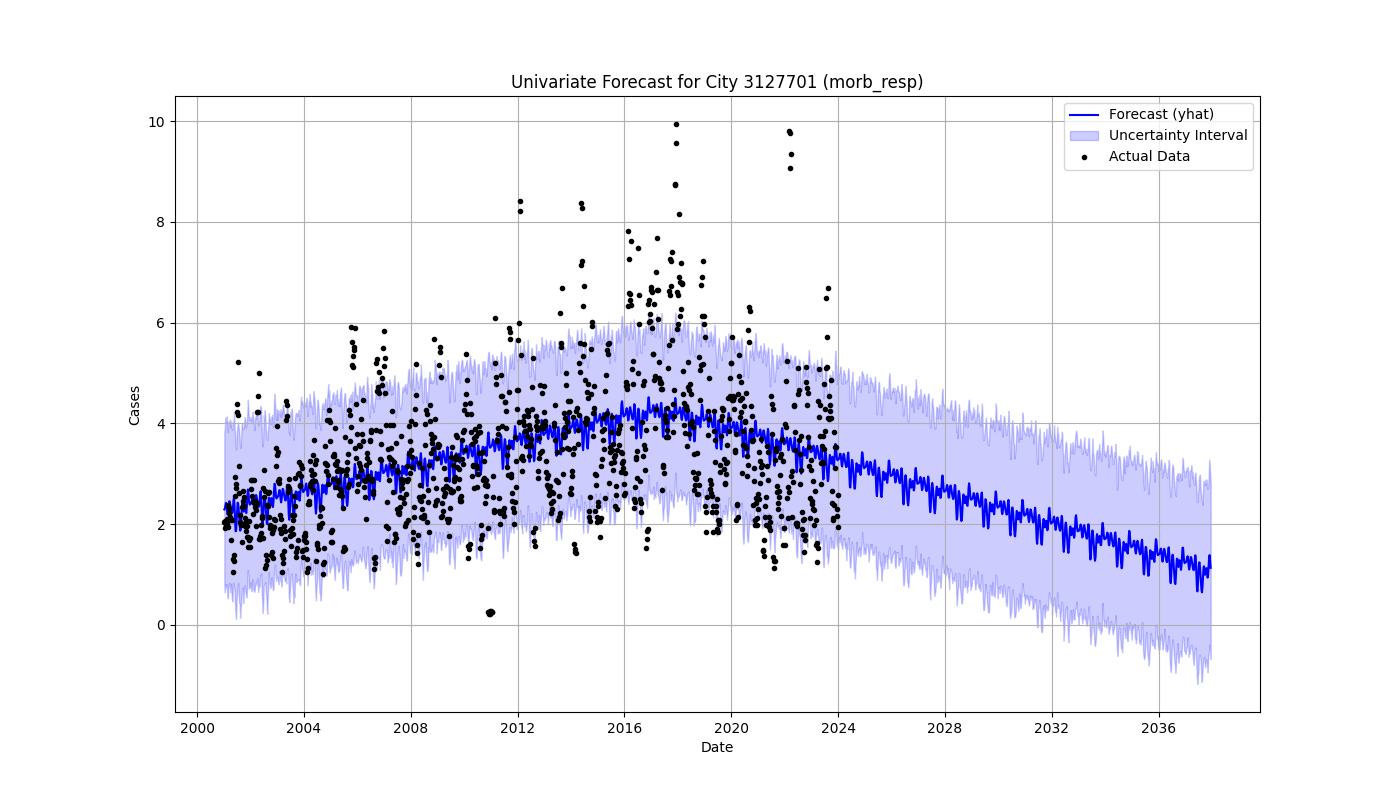 Univariate Forecast for City 3127701 (morb_resp)
Forecast (yhat)
Uncertainty Interval
Actual Data
Cases
10
8
6
4
2
0
2000 2004 2008 2012 2016 2020 2024 2028 2032 2036
Date